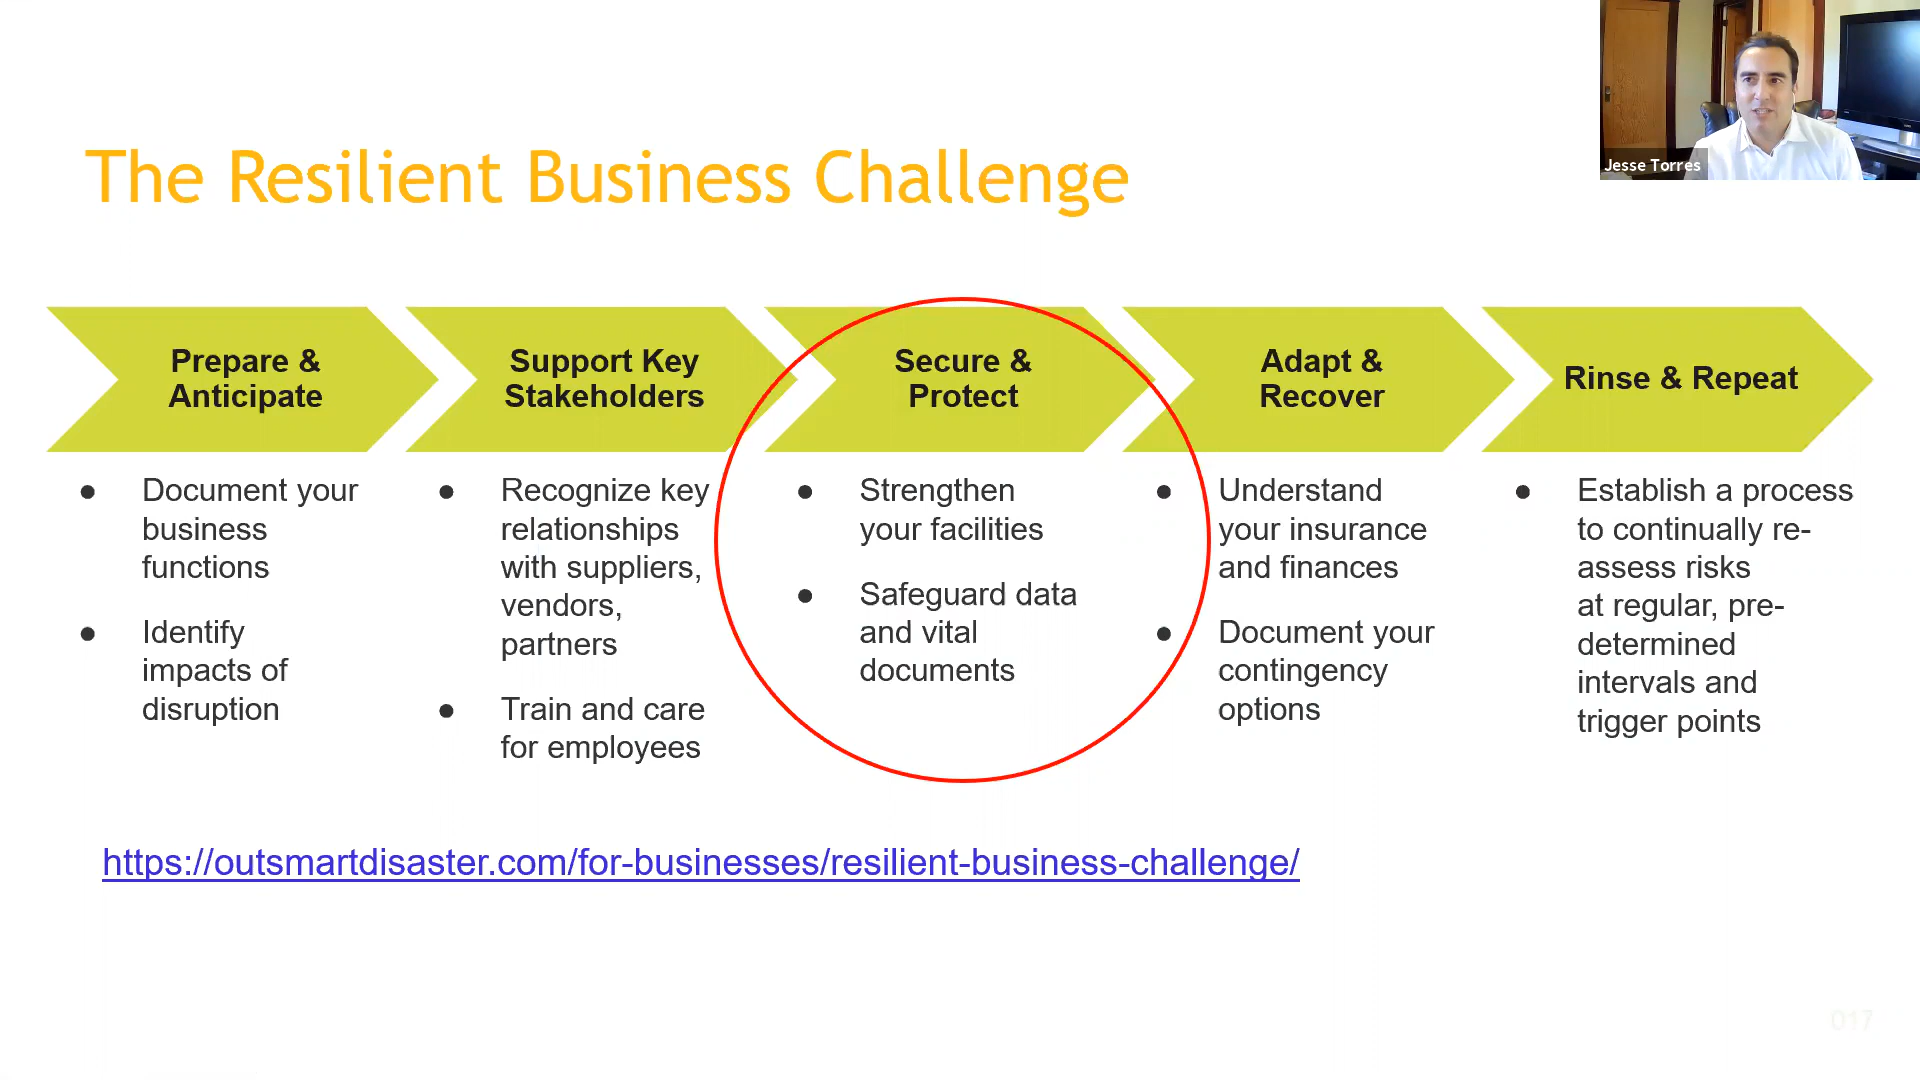 Jesse Torres
The Resilient Business Challenge
Prepare &
Anticipate
Support Key
Stakeholders
Secure &
Protect
Adapt &
Recover
Rinse & Repeat
● Document your
business
functions
● Identify
impacts of
disruption
● Recognize key
relationships
with suppliers,
vendors,
partners
● Train and care
for employees
● Strengthen
your facilities
● Safeguard data
and vital
documents
● Understand
your insurance
and finances
● Document your
contingency
options
● Establish a process
to continually re-
assess risks
at regular, pre-
determined
intervals and
trigger points
https://outsmartdisaster.com/for-businesses/resilient-business-challenge/
017